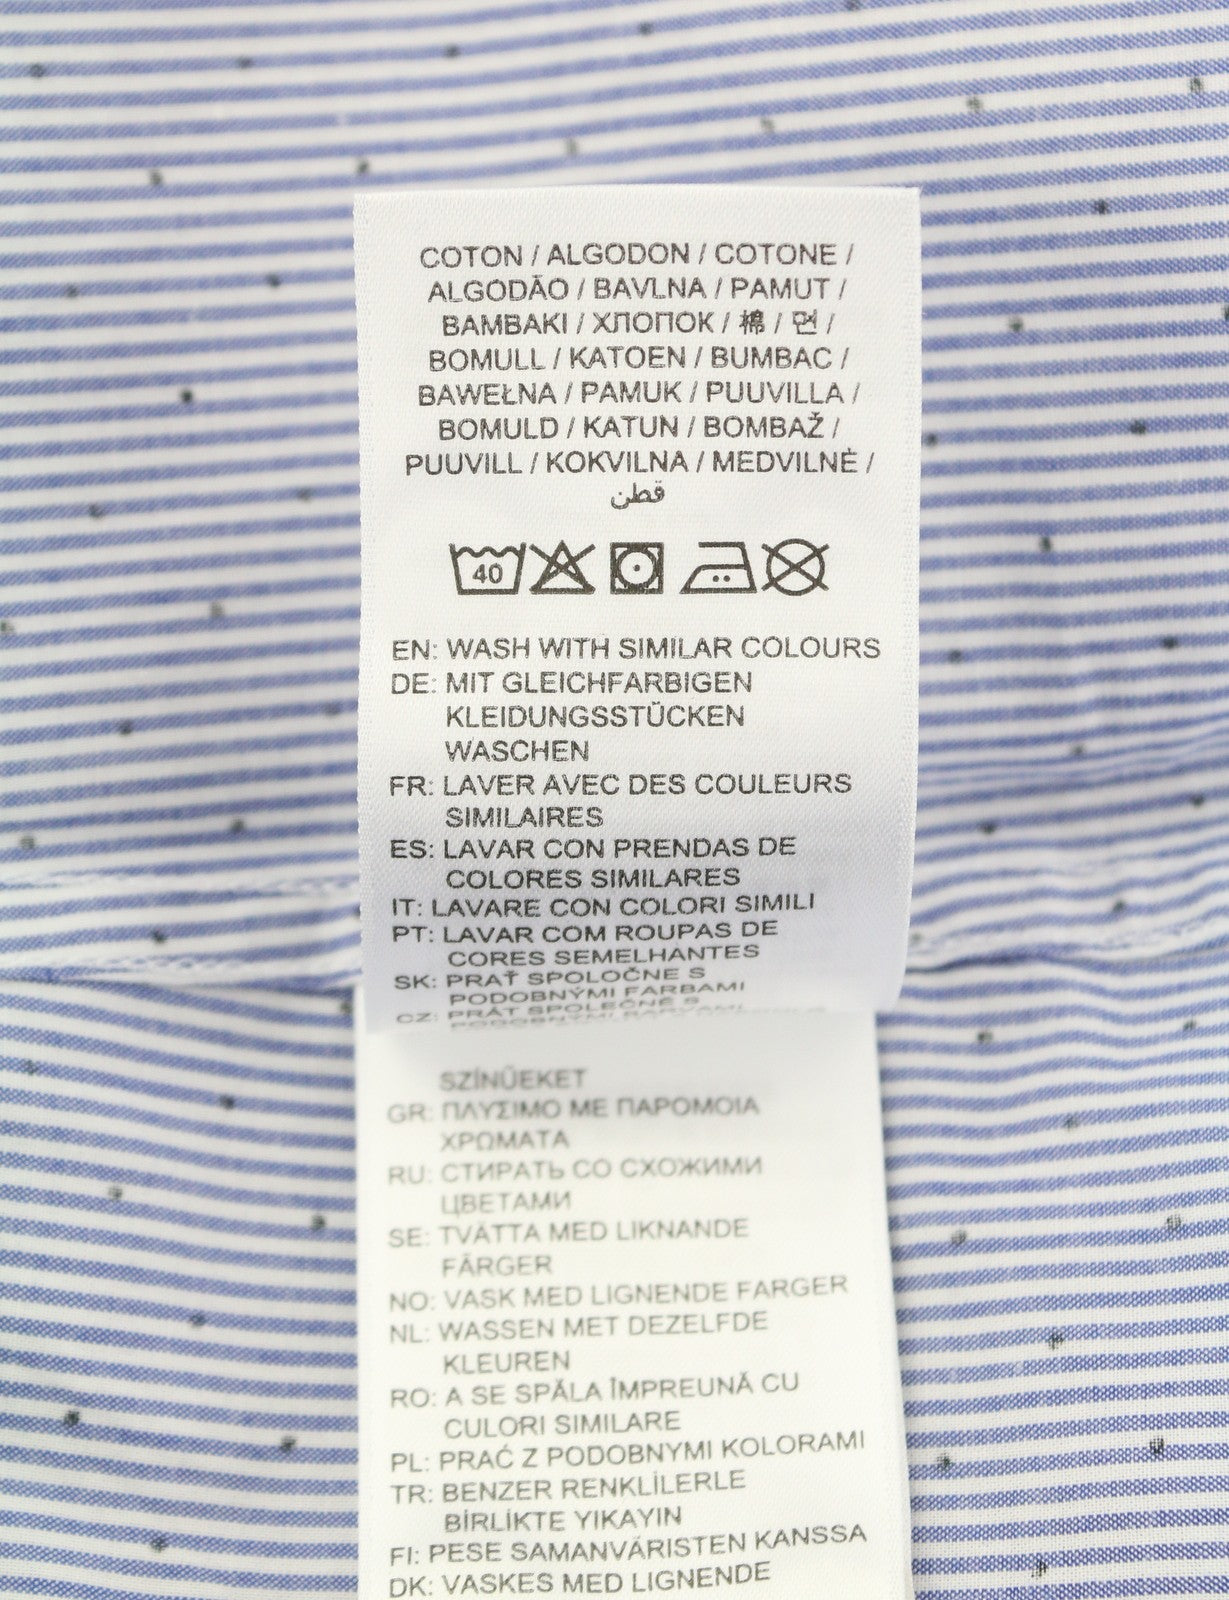 COTON / ALGODON / COTONE /
ALGODÃO / BAVLNA / PAMUT /
BAMBAKI / ХЛОПОК / 棉 / 면 /
BOMULL / KATOEN / BUMBAC /
BAWEŁNA / PAMUK / PUUVILLA /
BOMULD / KATUN / BOMBAŽ /
PUUVILL / KOKVILNA / MEDVILNĖ /
قطن
40
EN: WASH WITH SIMILAR COLOURS
DE: MIT GLEICHFARBIGEN
KLEIDUNGSSTÜCKEN
WASCHEN
FR: LAVER AVEC DES COULEURS
SIMILAIRES
ES: LAVAR CON PRENDAS DE
COLORES SIMILARES
IT: LAVARE CON COLORI SIMILI
PT: LAVAR COM ROUPAS DE
CORES SEMELHANTES
SK: PRAŤ SPOLOČNE S
PODOBNÝMI FARBAMI
CZ: PRÁT SPOLEČNĚ S
PODOBNÝMI BARVAMI
SZÍNŰEKET
GR: ΠΛΥΣΙΜΟ ΜΕ ΠΑΡΟΜΟΙΑ
ΧΡΩΜΑΤΑ
RU: СТИРАТЬ СО СХОЖИМИ
ЦВЕТАМИ
SE: TVÄTTA MED LIKNANDE
FÄRGER
NO: VASK MED LIGNENDE FARGER
NL: WASSEN MET DEZELFDE
KLEUREN
RO: A SE SPĂLA ÎMPREUNĂ CU
CULORI SIMILARE
PL: PRAĆ Z PODOBNYMI KOLORAMI
TR: BENZER RENKLİLERLE
BİRLİKTE YIKAYIN
FI: PESE SAMANVÄRISTEN KANSSA
DK: VASKES MED LIGNENDE